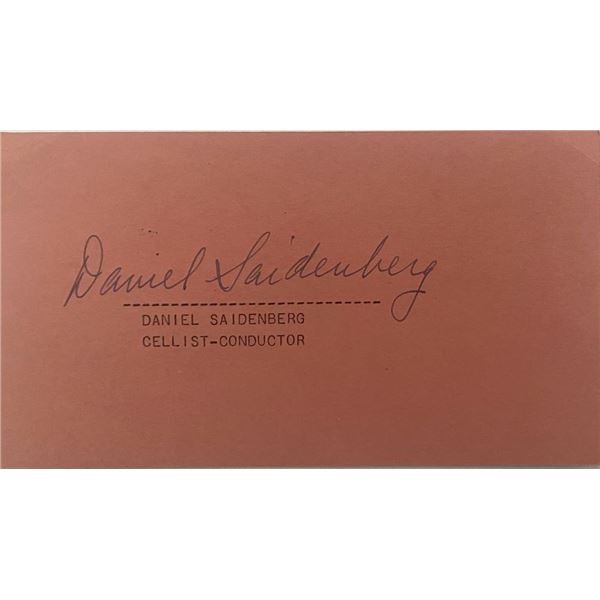 Daniel Saidenberg
DANIEL SAIDENBERG
CELLIST-CONDUCTOR